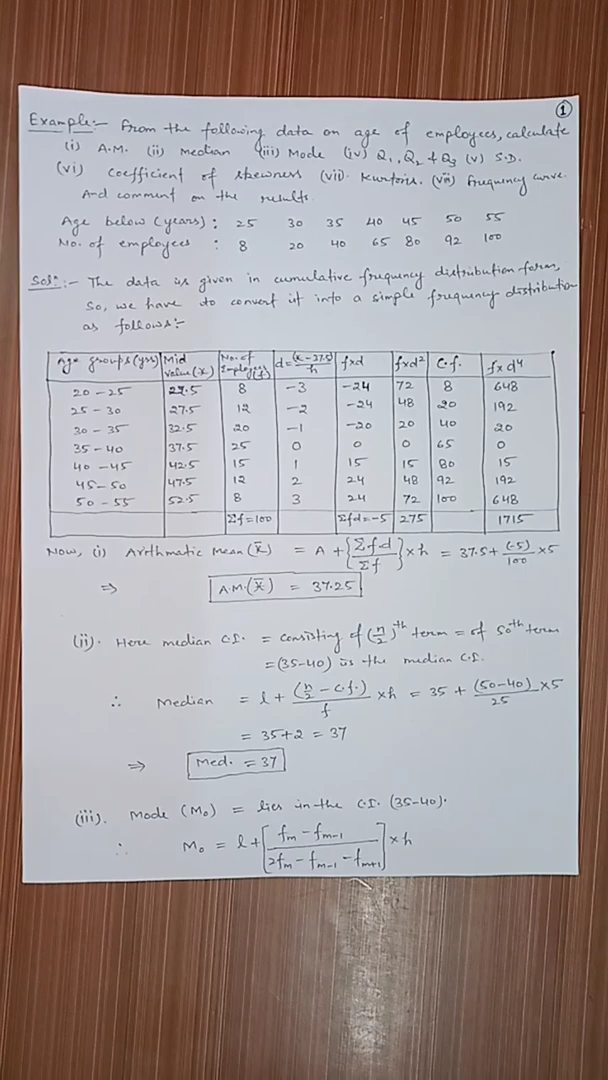 ①
Example:- From the following data on age of employees, calculate
(i) A.M. (ii) median (iii) Mode (iv) Q₁, Q₂ & Q₃ (v) S.D.
(vi) coefficient of skewness (vii) Kurtosis. (viii) frequency curve.
And comment on the results.
Age below (years) : 25 30 35 40 45 50 55
No. of employees : 8 20 40 65 80 92 100
Solⁿ:- The data is given in cumulative frequency distribution form,
So, we have to convert it into a simple frequency distribution
as follows:-
Age groups (yrs) Mid value (x) No. of Employees (f) d = (x-37.5)/h f×d f×d² C.f. f×d⁴
20-25 22.5 8 -3 -24 72 8 648
25-30 27.5 12 -2 -24 48 20 192
30-35 32.5 20 -1 -20 20 40 20
35-40 37.5 25 0 0 0 65 0
40-45 42.5 15 1 15 15 80 15
45-50 47.5 12 2 24 48 92 192
50-55 52.5 8 3 24 72 100 648
Σf=100 Σfd=-5 275 1715
Now, (i) Arithmatic Mean (x̄) = A + {Σf.d/Σf} × h = 37.5 + (-5)/100 × 5
⇒ A.M.(x̄) = 37.25
(ii). Here median C.I. = consisting of (n/2)th term = of 50th term
= (35-40) is the median C.I.
∴ Median = l + (n/2 - C.f.)/f × h = 35 + (50-40)/25 × 5
= 35+2 = 37
⇒ Med. = 37
(iii). Mode (Mo) = lies in the C.I. (35-40).
∴ Mo = l + [fm - fm-1 / 2fm - fm-1 - fm+1] × h